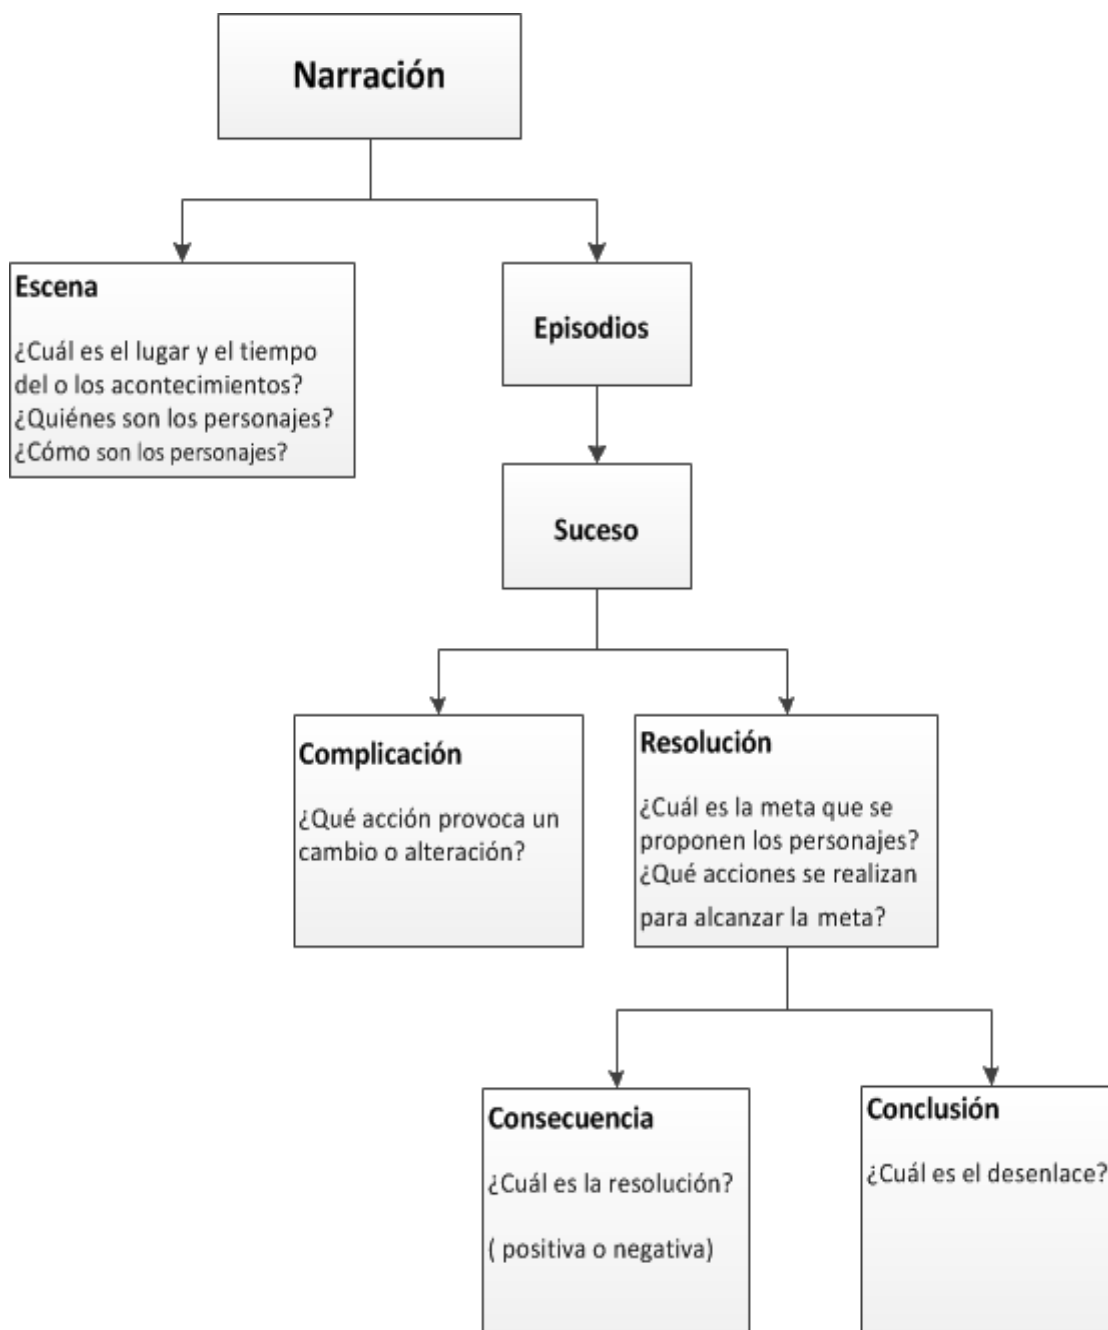 Narración
Escena
¿Cuál es el lugar y el tiempo
del o los acontecimientos?
¿Quiénes son los personajes?
¿Cómo son los personajes?
Episodios
Suceso
Complicación
¿Qué acción provoca un
cambio o alteración?
Resolución
¿Cuál es la meta que se
proponen los personajes?
¿Qué acciones se realizan
para alcanzar la meta?
Consecuencia
¿Cuál es la resolución?
( positiva o negativa)
Conclusión
¿Cuál es el desenlace?